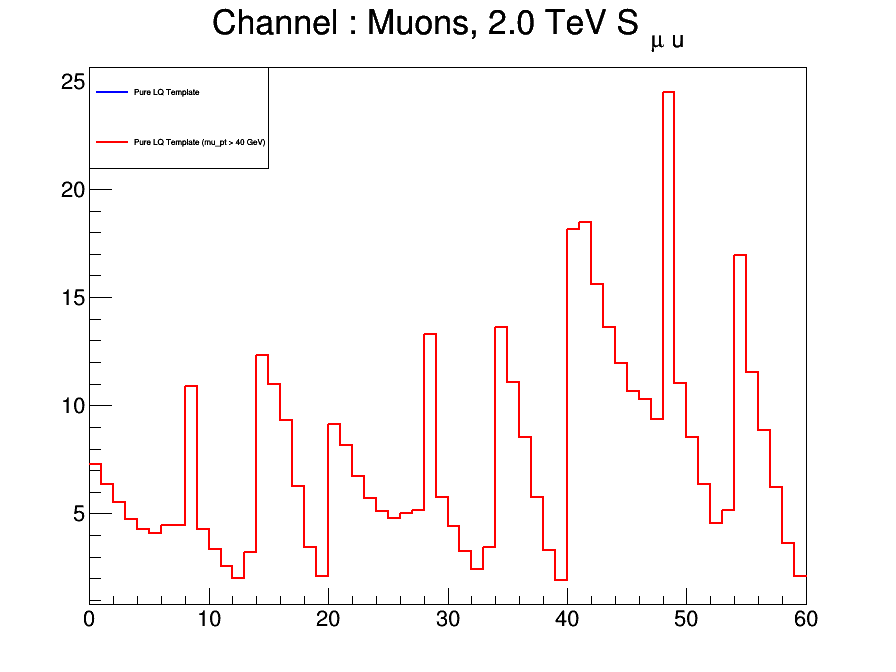 Channel : Muons, 2.0 TeV S μ u
25
Pure LQ Template
Pure LQ Template (mu_pt > 40 GeV)
20
15
10
5
0 10 20 30 40 50 60